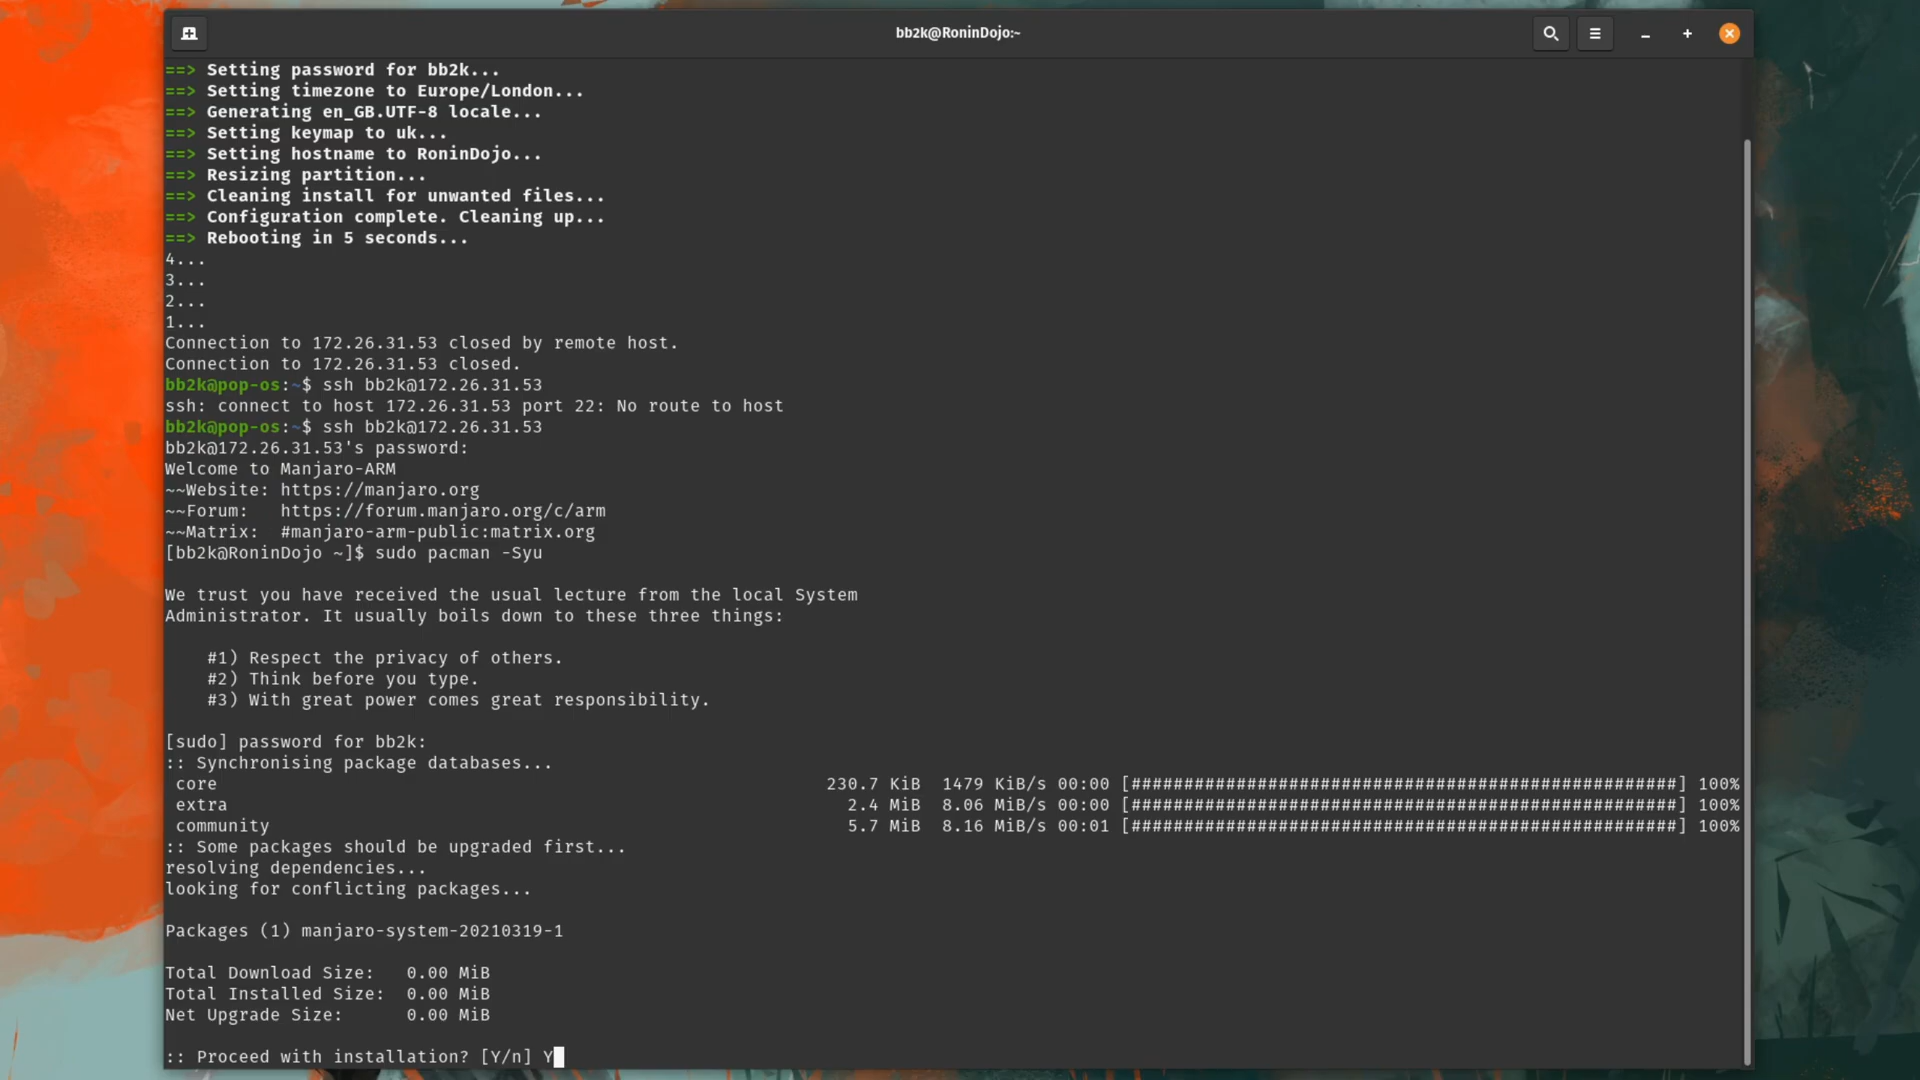 bb2k@RoninDojo:~
==> Setting password for bb2k...
==> Setting timezone to Europe/London...
==> Generating en_GB.UTF-8 locale...
==> Setting keymap to uk...
==> Setting hostname to RoninDojo...
==> Resizing partition...
==> Cleaning install for unwanted files...
==> Configuration complete. Cleaning up...
==> Rebooting in 5 seconds...
4...
3...
2...
1...
Connection to 172.26.31.53 closed by remote host.
Connection to 172.26.31.53 closed.
bb2k@pop-os:~$ ssh bb2k@172.26.31.53
ssh: connect to host 172.26.31.53 port 22: No route to host
bb2k@pop-os:~$ ssh bb2k@172.26.31.53
bb2k@172.26.31.53's password:
Welcome to Manjaro-ARM
~~Website: https://manjaro.org
~~Forum:   https://forum.manjaro.org/c/arm
~~Matrix:  #manjaro-arm-public:matrix.org
[bb2k@RoninDojo ~]$ sudo pacman -Syu
We trust you have received the usual lecture from the local System
Administrator. It usually boils down to these three things:
#1) Respect the privacy of others.
#2) Think before you type.
#3) With great power comes great responsibility.
[sudo] password for bb2k:
:: Synchronising package databases...
core 230.7 KiB 1479 KiB/s 00:00 [####################################################] 100%
extra 2.4 MiB 8.06 MiB/s 00:00 [####################################################] 100%
community 5.7 MiB 8.16 MiB/s 00:01 [####################################################] 100%
:: Some packages should be upgraded first...
resolving dependencies...
looking for conflicting packages...
Packages (1) manjaro-system-20210319-1
Total Download Size:   0.00 MiB
Total Installed Size:  0.00 MiB
Net Upgrade Size:      0.00 MiB
:: Proceed with installation? [Y/n] Y